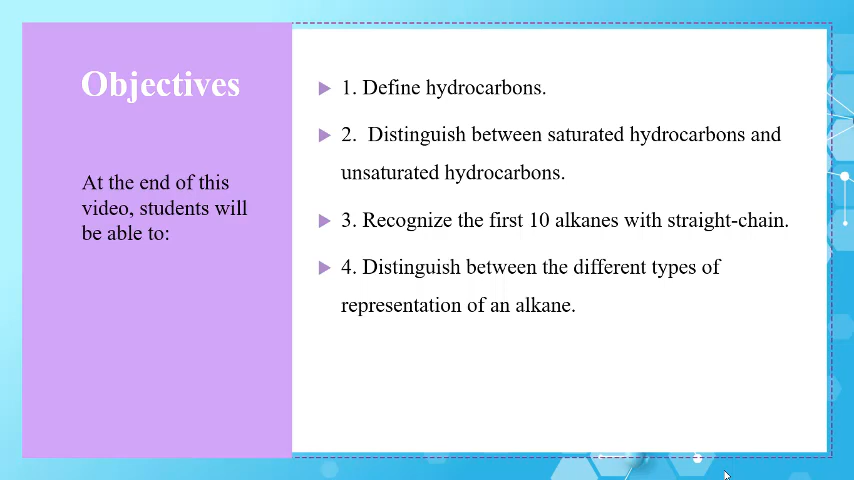 Objectives
At the end of this
video, students will
be able to:
1. Define hydrocarbons.
2. Distinguish between saturated hydrocarbons and
unsaturated hydrocarbons.
3. Recognize the first 10 alkanes with straight-chain.
4. Distinguish between the different types of
representation of an alkane.